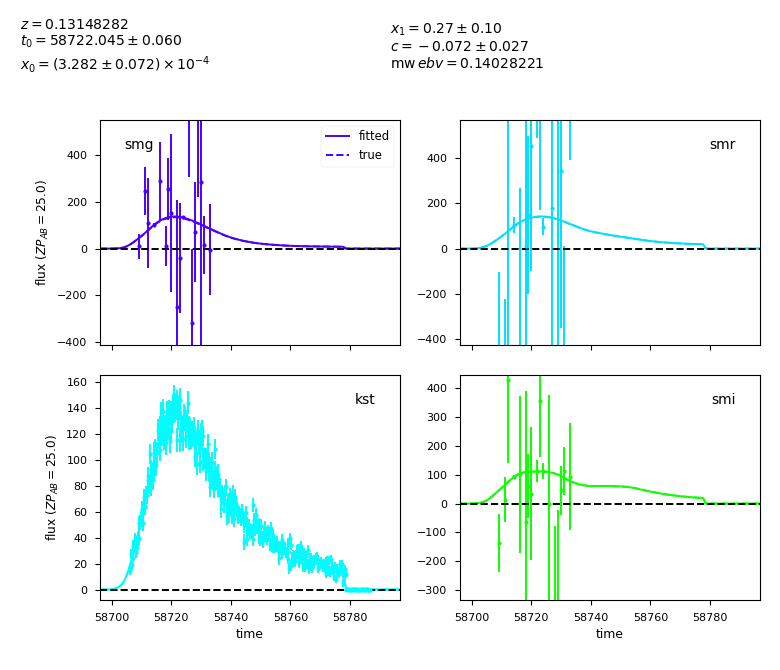 z = 0.13148282
t₀ = 58722.045 ± 0.060
x₀ = (3.282 ± 0.072) × 10⁻⁴
x₁ = 0.27 ± 0.10
c = −0.072 ± 0.027
mw ebv = 0.14028221
smg
fitted
true
flux (ZP_AB = 25.0)
400
200
0
−200
−400
smr
400
200
0
−200
−400
kst
flux (ZP_AB = 25.0)
160
140
120
100
80
60
40
20
0
58700 58720 58740 58760 58780
time
smi
400
300
200
100
0
−100
−200
−300
58700 58720 58740 58760 58780
time